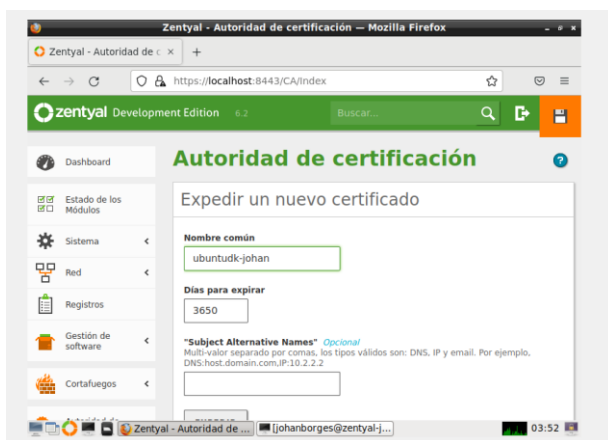 Zentyal - Autoridad de certificación — Mozilla Firefox
Zentyal - Autoridad de c
https://localhost:8443/CA/Index
zentyal Development Edition 6.2 Buscar...
Dashboard
Autoridad de certificación
Estado de los
Módulos
Expedir un nuevo certificado
Sistema
Nombre común
ubuntudk-johan
Red
Días para expirar
3650
Registros
Gestión de
software
"Subject Alternative Names" Opcional
Multi-valor separado por comas, los tipos válidos son: DNS, IP y email. Por ejemplo,
DNS:host.domain.com,IP:10.2.2.2
Cortafuegos
Zentyal - Autoridad de ... [johanborges@zentyal-j... 03:52